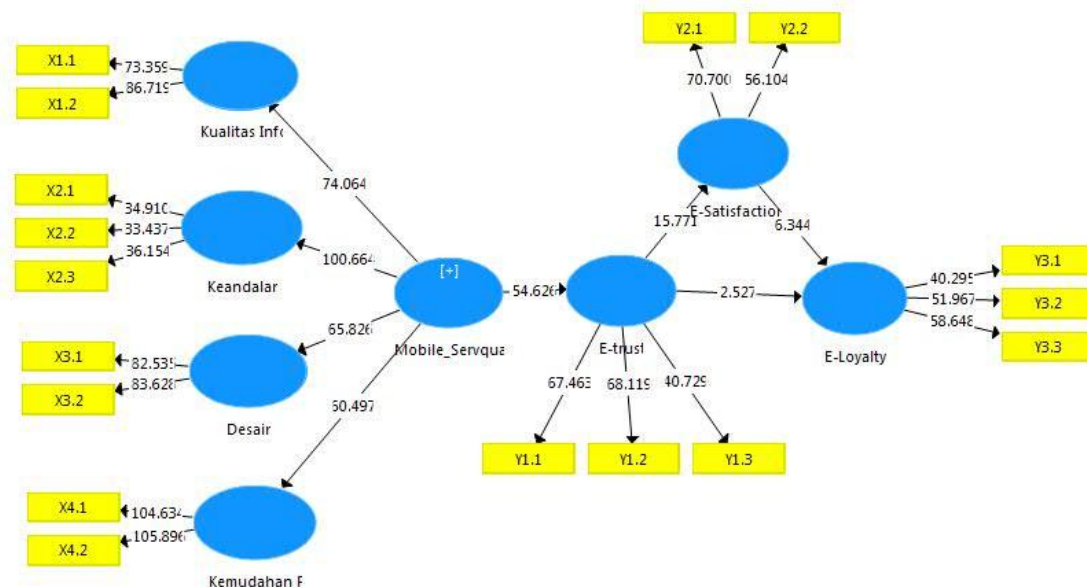 X1.1
73.359
X1.2
86.719
Kualitas Info
74.064
X2.1
34.910
X2.2
33.437
X2.3
36.154
Keandalar
100.664
X3.1
82.535
X3.2
83.628
Desair
65.826
X4.1
104.634
X4.2
105.896
Kemudahan F
60.497
[+]
Mobile_Servqua
54.626
E-trust
67.463
68.119
40.729
Y1.1
Y1.2
Y1.3
Y2.1
Y2.2
70.700
56.104
E-Satisfaction
15.771
6.344
2.527
E-Loyalty
40.295
51.967
58.648
Y3.1
Y3.2
Y3.3